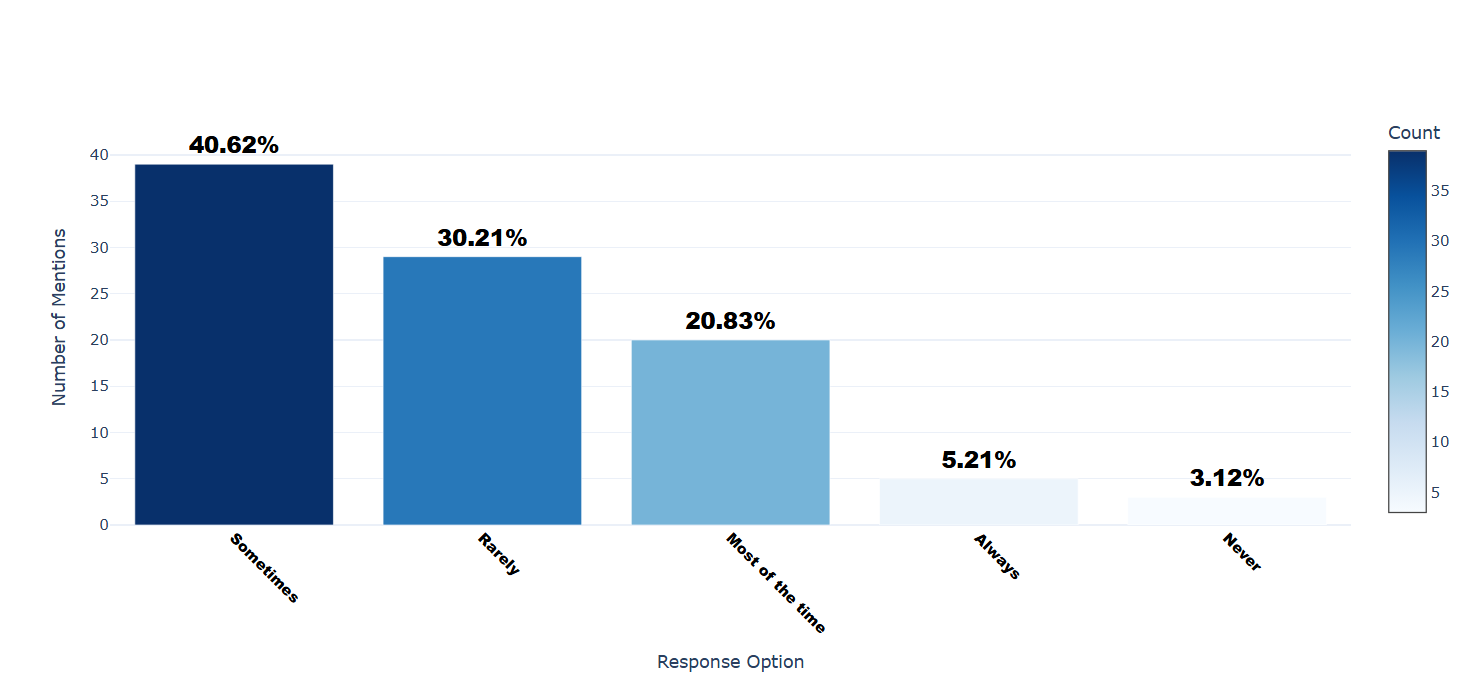 40.62%
30.21%
20.83%
5.21%
3.12%
Number of Mentions
40
35
30
25
20
15
10
5
0
Sometimes
Rarely
Most of the time
Always
Never
Response Option
Count
35
30
25
20
15
10
5